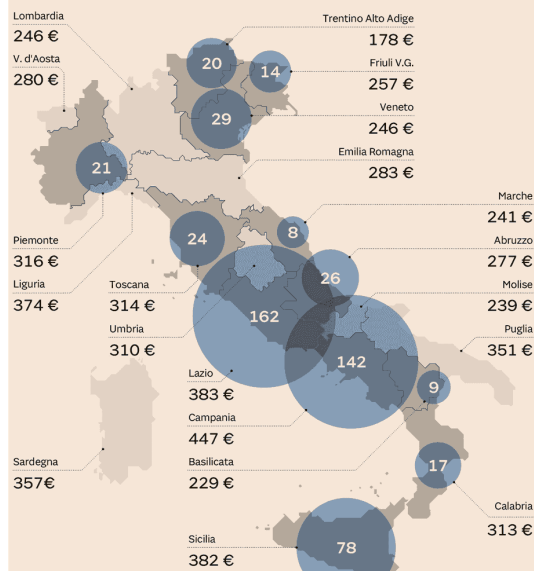 Lombardia
246 €
V. d'Aosta
280 €
Trentino Alto Adige
178 €
Friuli V.G.
257 €
Veneto
246 €
Emilia Romagna
283 €
20
14
29
21
Marche
241 €
Abruzzo
277 €
Molise
239 €
Puglia
351 €
Piemonte
316 €
Liguria
374 €
24
8
26
Toscana
314 €
Umbria
310 €
162
142
9
Lazio
383 €
Campania
447 €
Basilicata
229 €
Sardegna
357€
17
Calabria
313 €
Sicilia
382 €
78